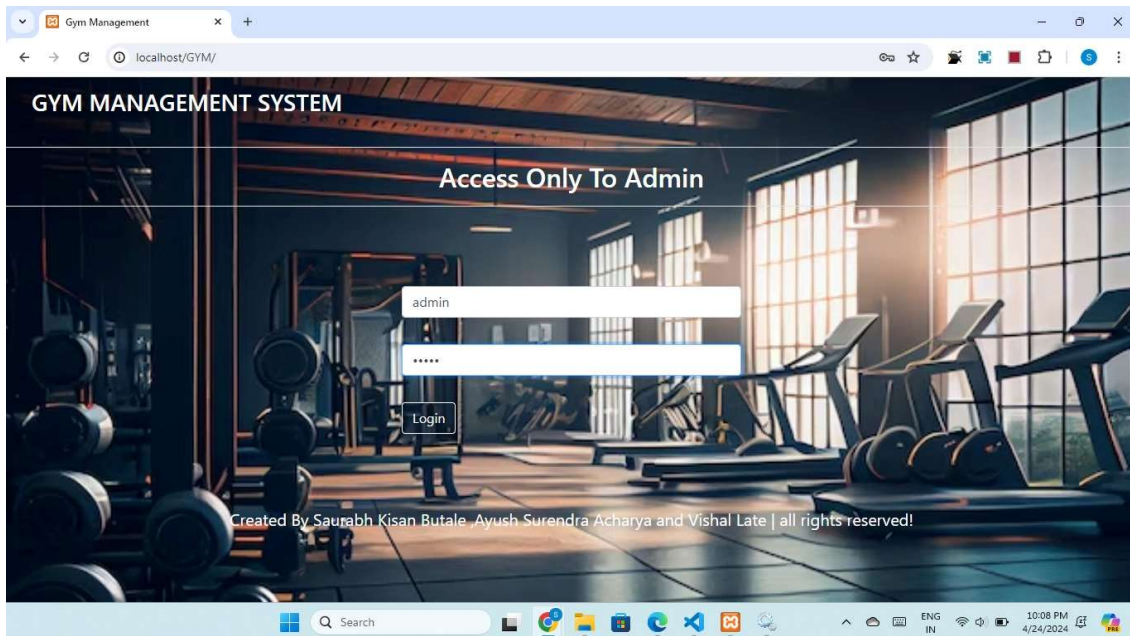 Gym Management
localhost/GYM/
S
GYM MANAGEMENT SYSTEM
Access Only To Admin
admin
•••••
Login
Created By Saurabh Kisan Butale ,Ayush Surendra Acharya and Vishal Late | all rights reserved!
Search
ENG
IN
10:08 PM
4/24/2024
PRE